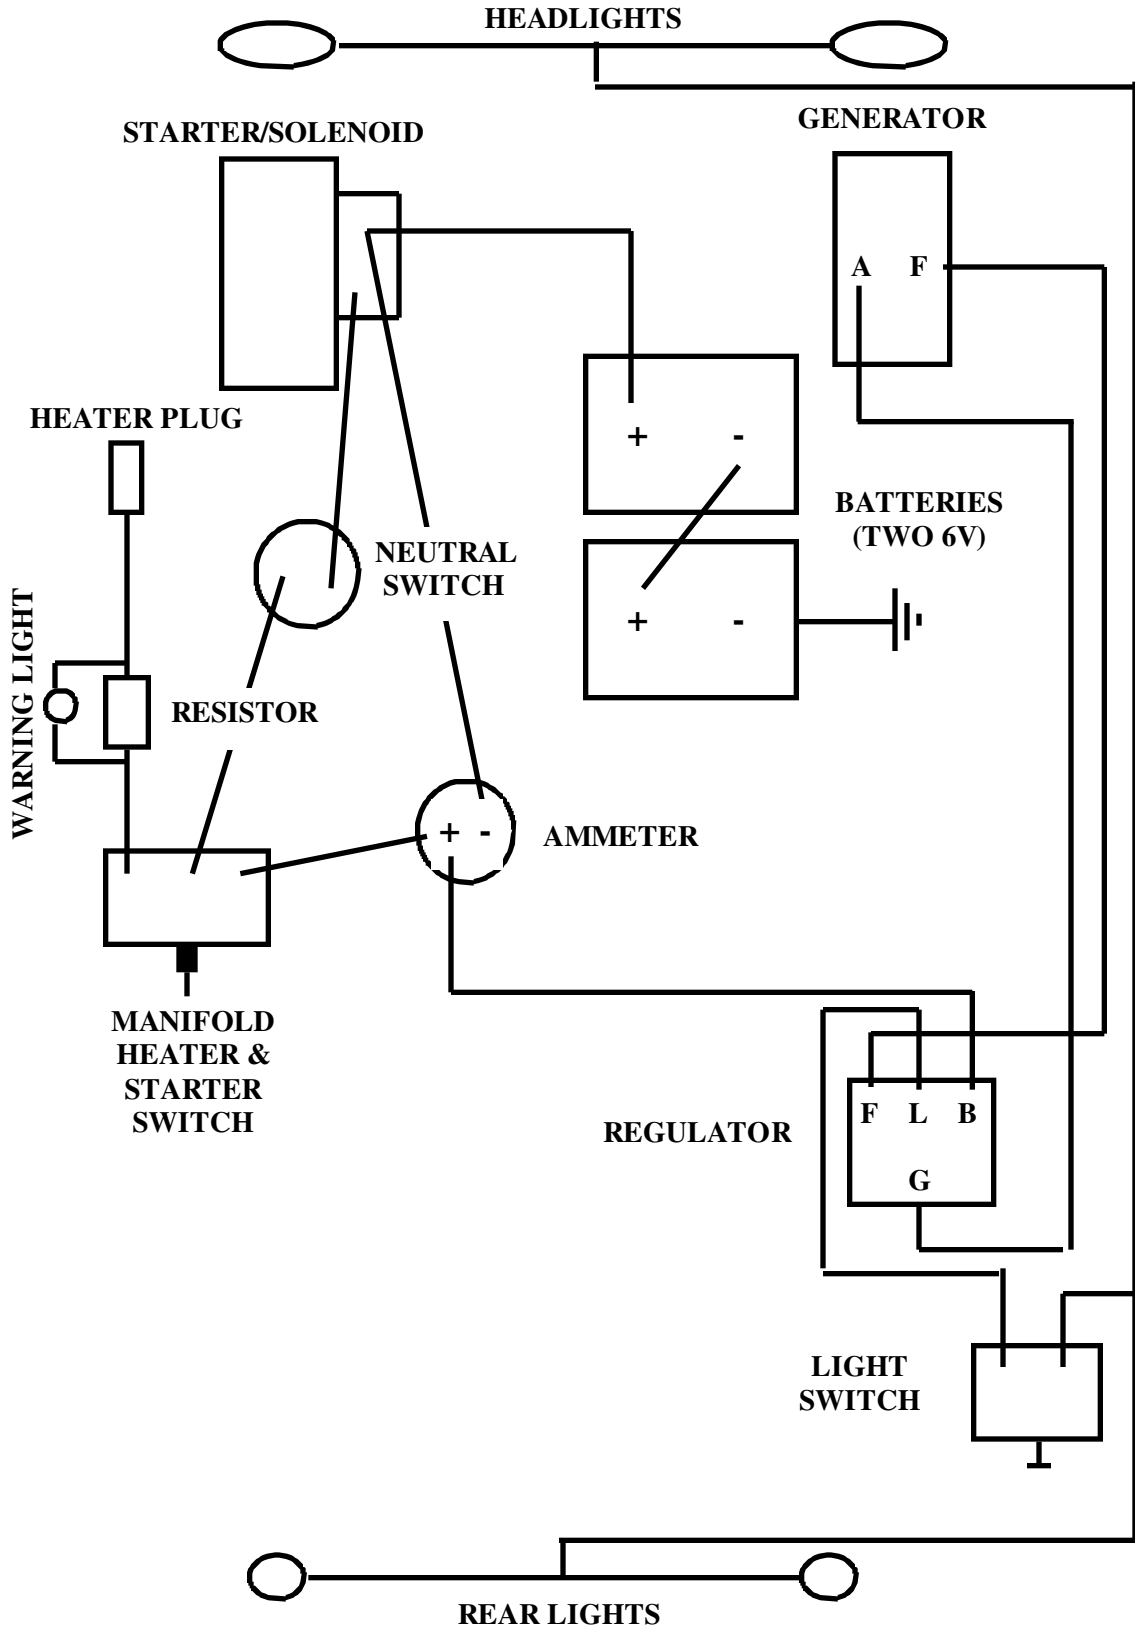 HEADLIGHTS
GENERATOR
STARTER/SOLENOID
A F
HEATER PLUG
+ -
BATTERIES
(TWO 6V)
NEUTRAL
SWITCH
+ -
WARNING LIGHT
RESISTOR
+ -
AMMETER
MANIFOLD
HEATER &
STARTER
SWITCH
F L B
REGULATOR
G
LIGHT
SWITCH
REAR LIGHTS